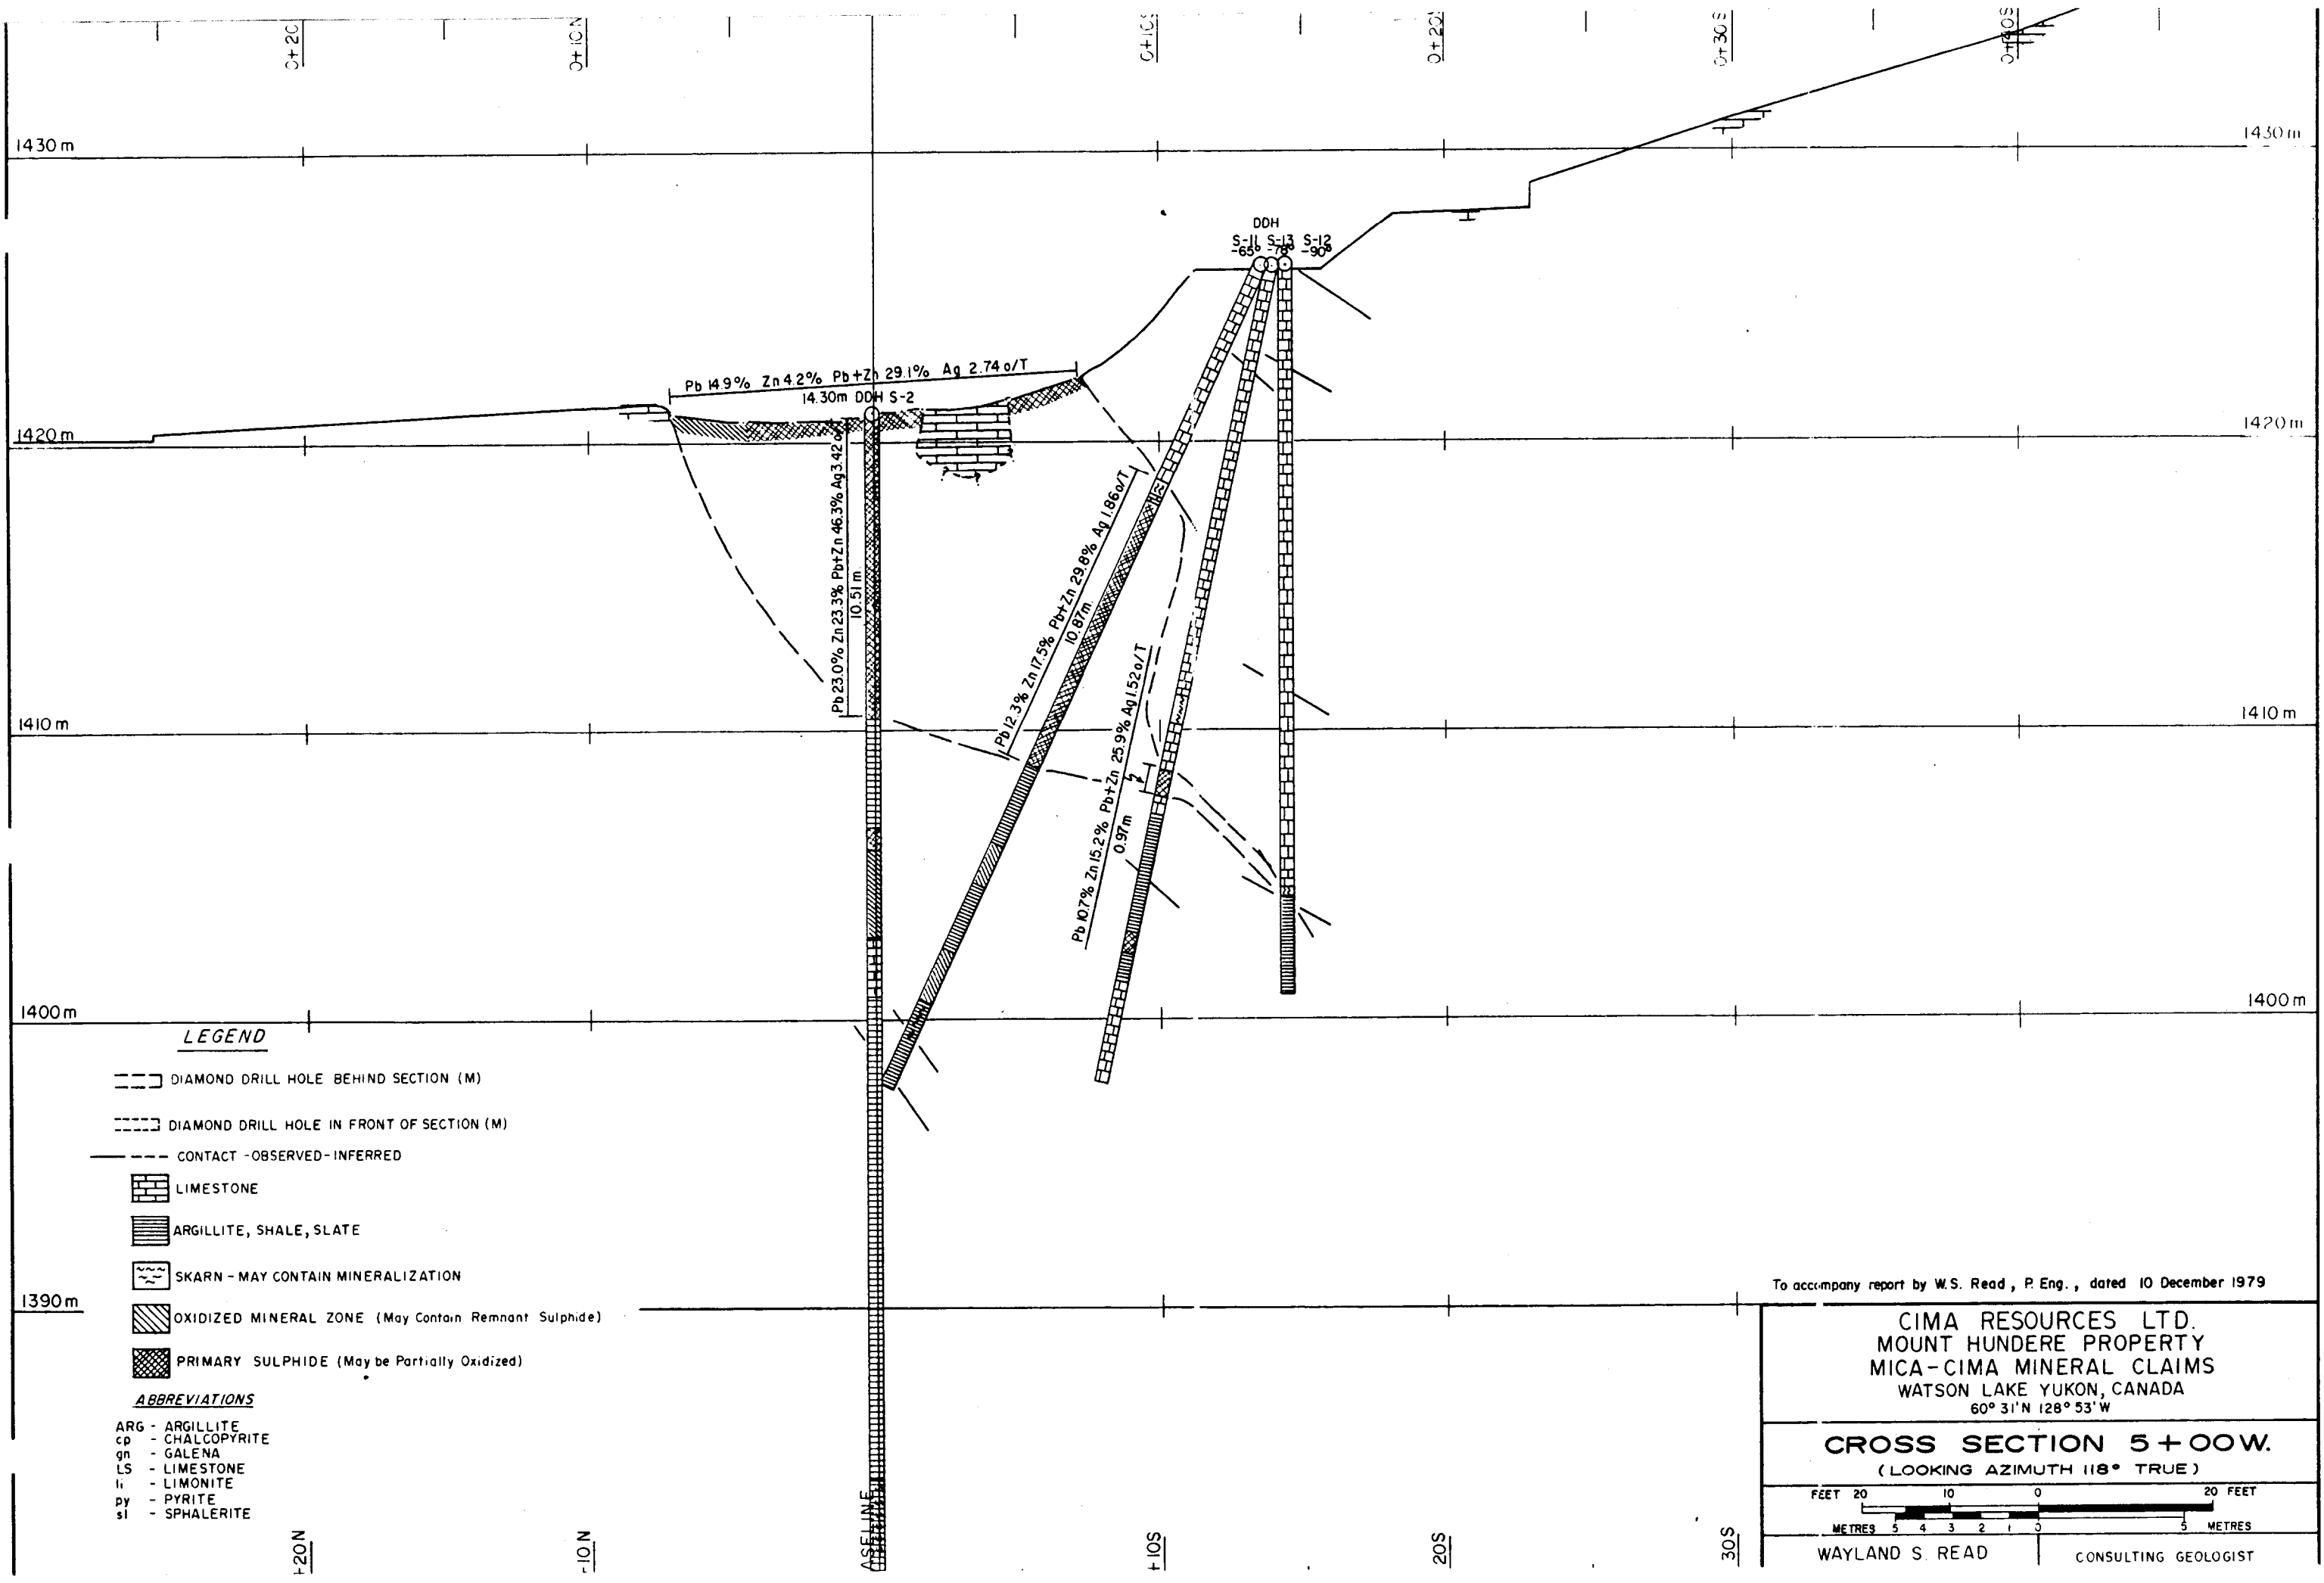 0+20
0+10N
0+10S
0+20S
0+30S
0+40S
1430 m
1430 m
DDH
S-11 S-13 S-12
-65° -78° -90°
Pb 14.9% Zn 4.2% Pb+Zn 29.1% Ag 2.74 o/T
14.30m DDH S-2
1420 m
1420 m
Pb 23.0% Zn 23.3% Pb+Zn 46.3% Ag 3.42 o/T
10.51 m.
Pb 12.3% Zn 17.5% Pb+Zn 29.8% Ag 1.86 o/T
10.87m.
Pb 10.7% Zn 15.2% Pb+Zn 25.9% Ag 1.52 o/T
0.97m
1410 m
1410 m
1400 m
1400 m
LEGEND
DIAMOND DRILL HOLE BEHIND SECTION (M)
DIAMOND DRILL HOLE IN FRONT OF SECTION (M)
CONTACT -OBSERVED-INFERRED
LIMESTONE
ARGILLITE, SHALE, SLATE
SKARN - MAY CONTAIN MINERALIZATION
1390 m
OXIDIZED MINERAL ZONE (May Contain Remnant Sulphide)
PRIMARY SULPHIDE (May be Partially Oxidized)
ABBREVIATIONS
ARG - ARGILLITE
cp - CHALCOPYRITE
gn - GALENA
LS - LIMESTONE
li - LIMONITE
py - PYRITE
sl - SPHALERITE
+20N
-10N
ASELINE
+10S
20S
30S
To accompany report by W.S. Read, P. Eng., dated 10 December 1979
CIMA RESOURCES LTD.
MOUNT HUNDERE PROPERTY
MICA-CIMA MINERAL CLAIMS
WATSON LAKE YUKON, CANADA
60° 31'N 128° 53'W
CROSS SECTION 5+00W.
(LOOKING AZIMUTH 118° TRUE)
FEET 20 10 0 20 FEET
METRES 5 4 3 2 1 0 5 METRES
WAYLAND S. READ
CONSULTING GEOLOGIST